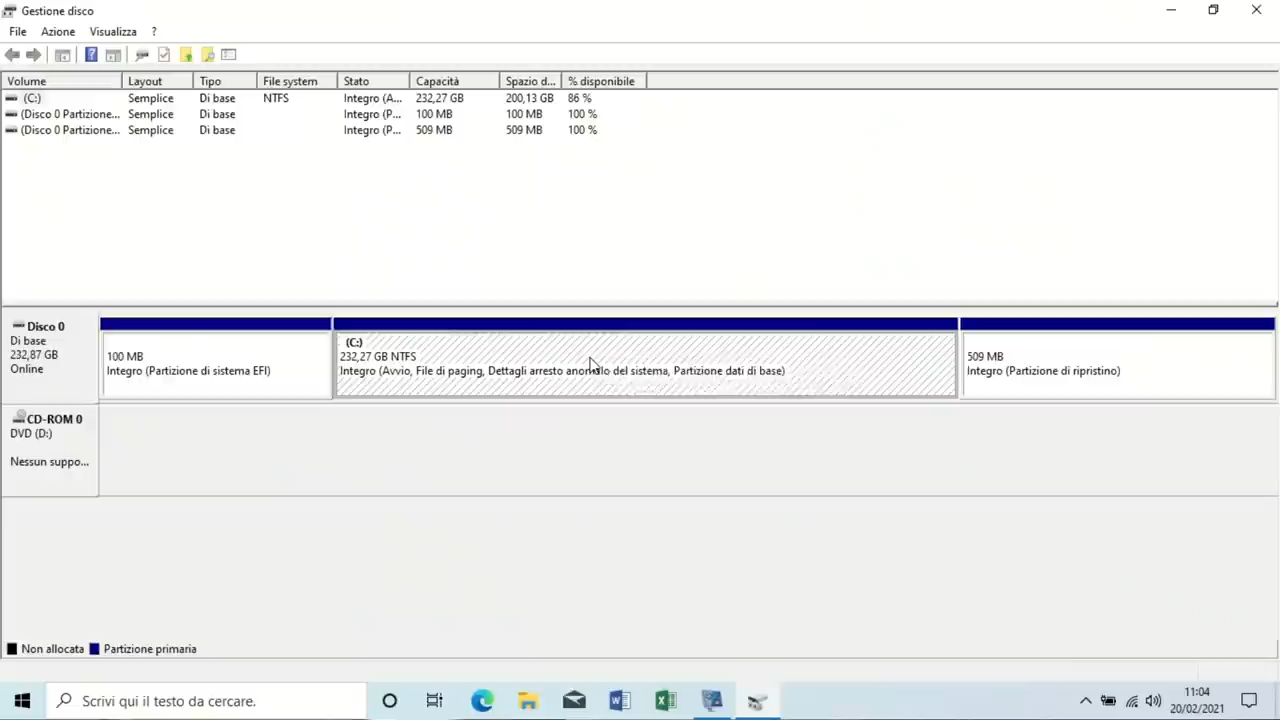 Gestione disco
File Azione Visualizza ?
Volume Layout Tipo File system Stato Capacità Spazio d... % disponibile
(C:) Semplice Di base NTFS Integro (A... 232,27 GB 200,13 GB 86 %
(Disco 0 Partizione... Semplice Di base Integro (P... 100 MB 100 MB 100 %
(Disco 0 Partizione... Semplice Di base Integro (P... 509 MB 509 MB 100 %
Disco 0
Di base
232,87 GB
Online
100 MB
Integro (Partizione di sistema EFI)
(C:)
232,27 GB NTFS
Integro (Avvio, File di paging, Dettagli arresto anomalo del sistema, Partizione dati di base)
509 MB
Integro (Partizione di ripristino)
CD-ROM 0
DVD (D:)
Nessun suppo...
Non allocata Partizione primaria
Scrivi qui il testo da cercare.
11:04
20/02/2021